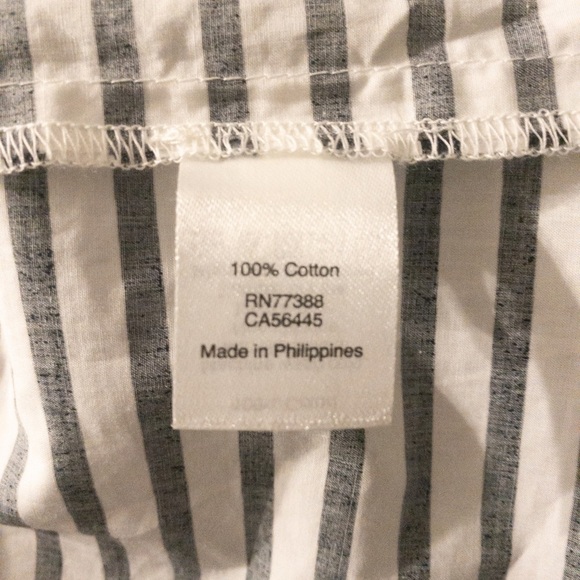 100% Cotton
RN77388
CA56445
Made in Philippines